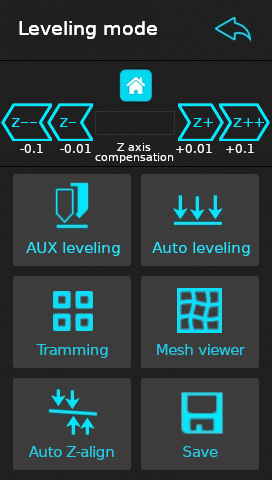 Leveling mode
Z-- Z- Z+ Z++
-0.1 -0.01 Z axis compensation +0.01 +0.1
AUX leveling Auto leveling
Tramming Mesh viewer
Auto Z-align Save